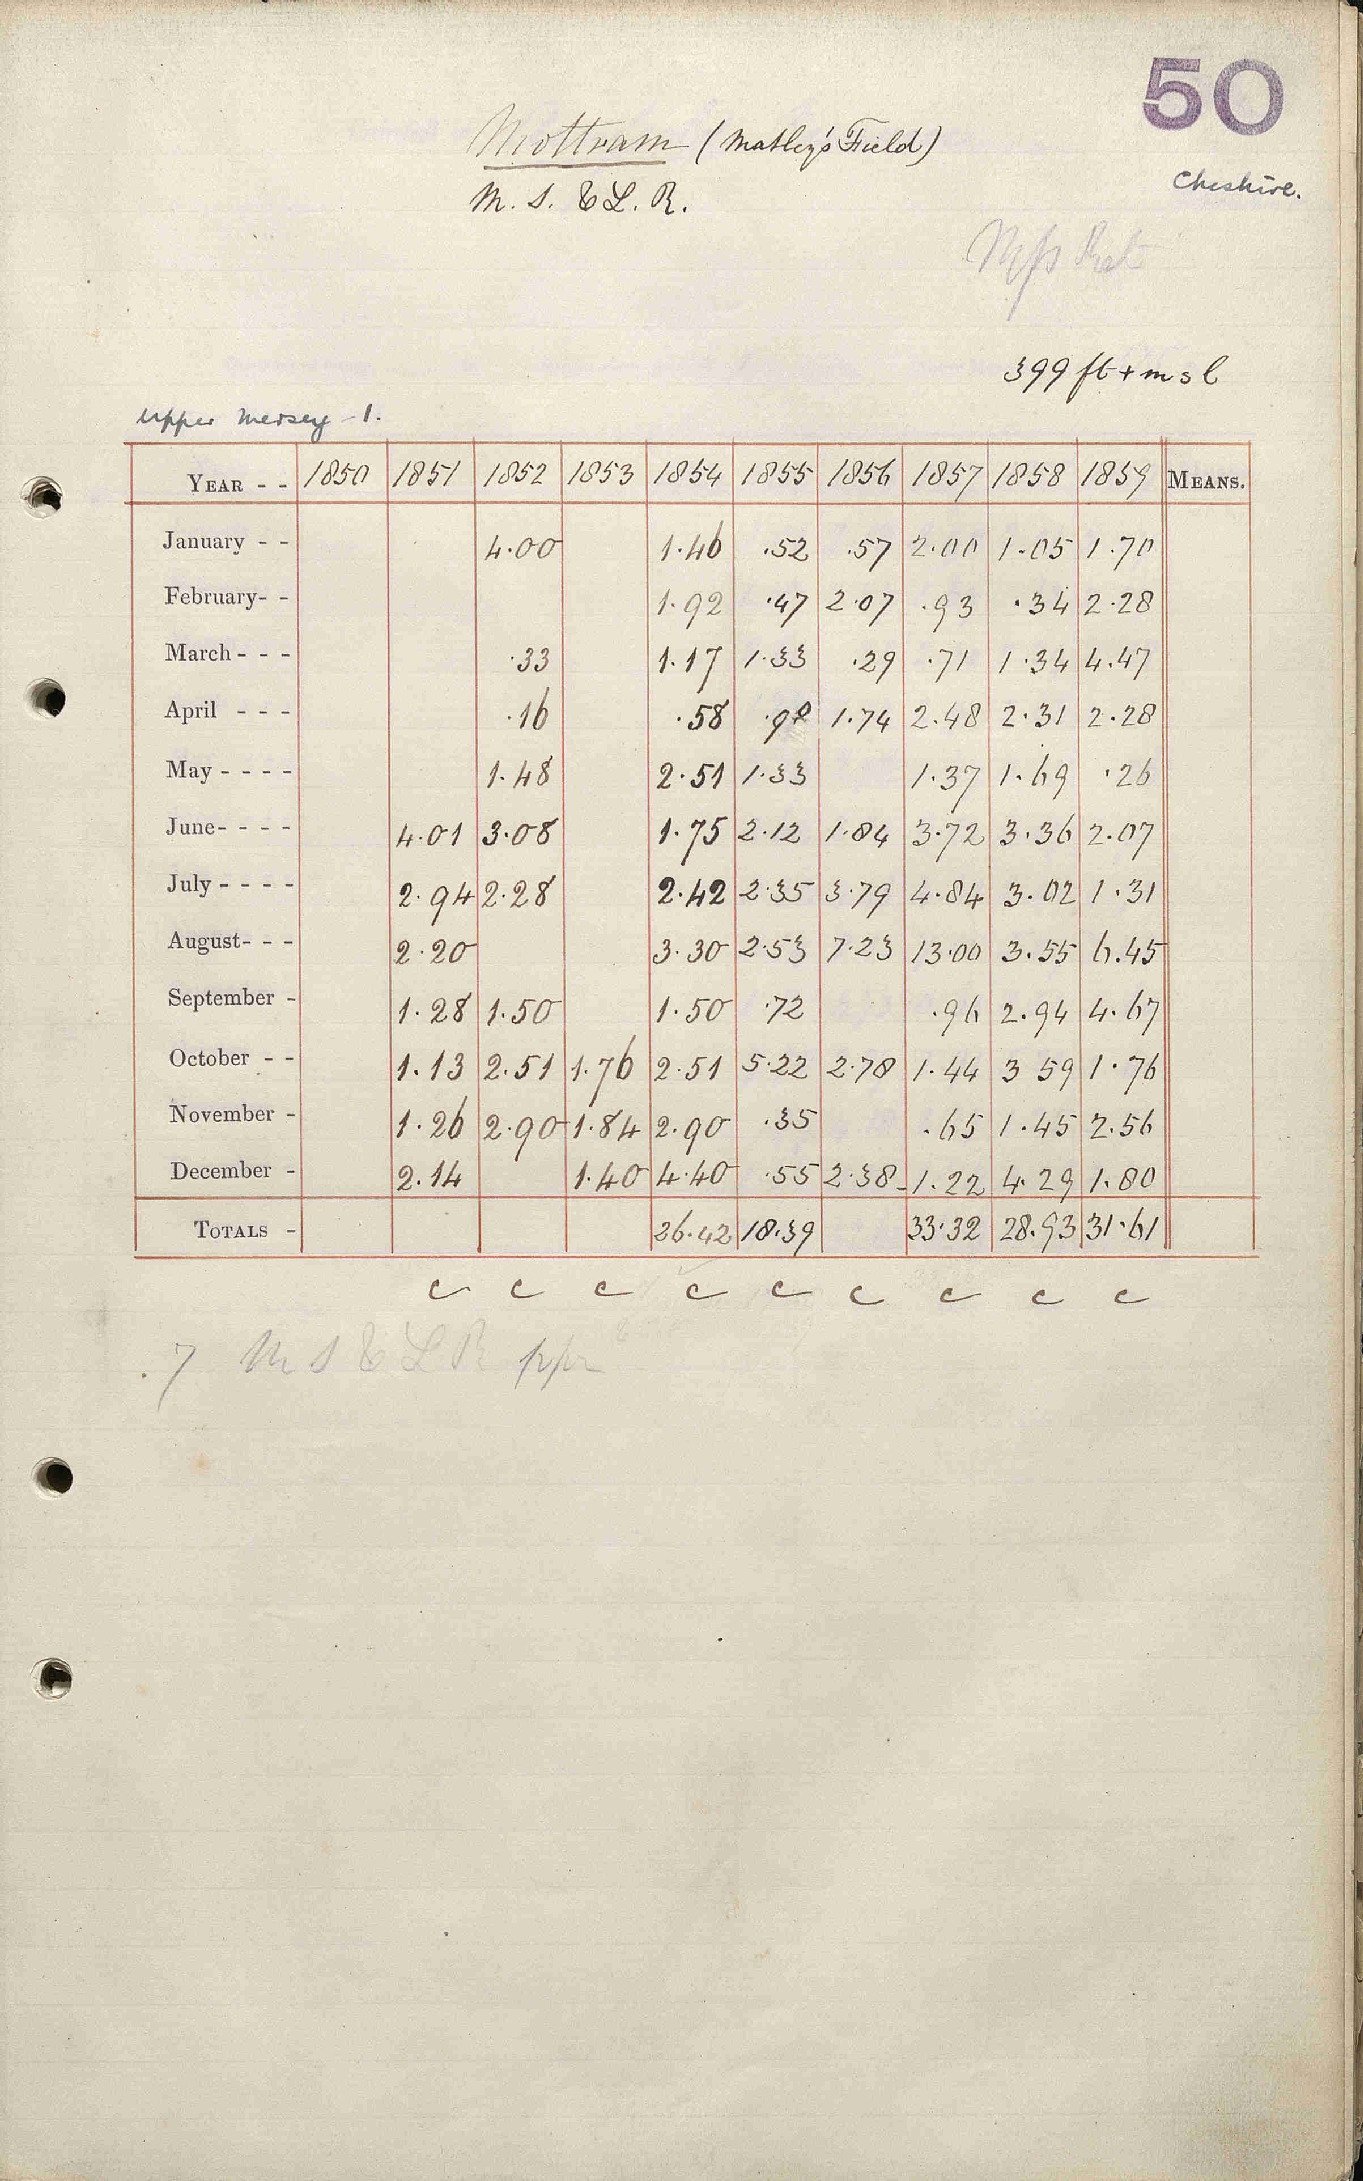 50
Mottram (Matley's Field)
Cheshire.
M. S. & L. R.
399 ft + msl
Upper Mersey - 1.
YEAR - - 1850 1851 1852 1853 1854 1855 1856 1857 1858 1859 MEANS.
January - - 4.00 1.46 .52 .57 2.00 1.05 1.70
February- - 1.92 .47 2.07 .93 .34 2.28
March - - - .33 1.17 1.33 .29 .71 1.34 4.47
April - - - .16 .58 .90 1.74 2.48 2.31 2.28
May - - - - 1.48 2.51 1.33 1.37 1.69 .26
June- - - - 4.01 3.08 1.75 2.12 1.84 3.72 3.36 2.07
July - - - - 2.94 2.28 2.42 2.35 3.79 4.84 3.02 1.31
August- - - 2.20 3.30 2.53 7.23 13.00 3.55 6.45
September - 1.28 1.50 1.50 .72 .96 2.94 4.67
October - - 1.13 2.51 1.76 2.51 5.22 2.78 1.44 3 59 1.76
November - 1.26 2.90 1.84 2.90 .35 .65 1.45 2.56
December - 2.14 1.40 4.40 .55 2.38 1.22 4.29 1.80
TOTALS - 26.42 18.39 33.32 28.93 31.61
c c c c c c c c c
.7 M S & L R ppr